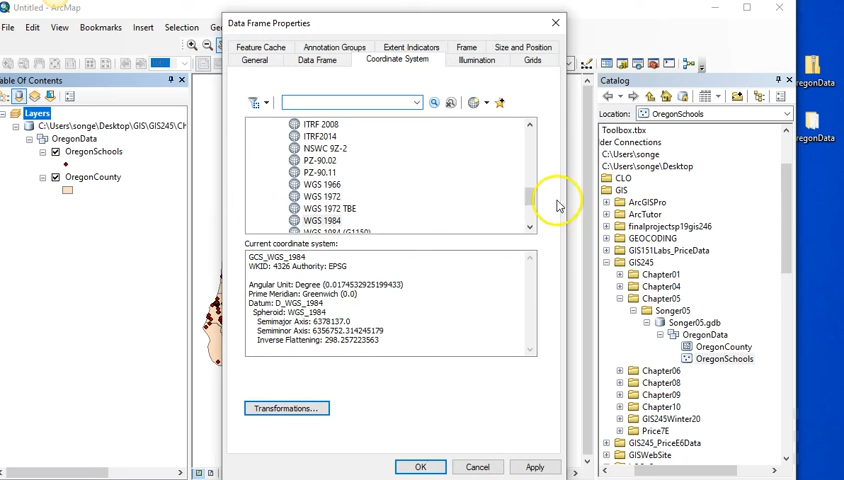 Untitled - ArcMap
File Edit View Bookmarks Insert Selection
Table Of Contents
Layers
C:\Users\songe\Desktop\GIS\GIS245\CH
OregonData
OregonSchools
OregonCounty
Data Frame Properties
Feature Cache Annotation Groups Extent Indicators Frame Size and Position
General Data Frame Coordinate System Illumination Grids
ITRF 2008
ITRF2014
NSWC 9Z-2
PZ-90.02
PZ-90.11
WGS 1966
WGS 1972
WGS 1972 TBE
WGS 1984
WGS 1984 (G1150)
Current coordinate system:
GCS_WGS_1984
WKID: 4326 Authority: EPSG
Angular Unit: Degree (0.0174532925199433)
Prime Meridian: Greenwich (0.0)
Datum: D_WGS_1984
Spheroid: WGS_1984
Semimajor Axis: 6378137.0
Semiminor Axis: 6356752.314245179
Inverse Flattening: 298.257223563
Transformations...
OK Cancel Apply
Catalog
Location: OregonSchools
Toolbox.tbx
der Connections
C:\Users\songe
C:\Users\songe\Desktop
CLO
GIS
ArcGISPro
ArcTutor
finalprojectsp19gis246
GEOCODING
GIS151Labs_PriceData
GIS245
Chapter01
Chapter04
Chapter05
Songer05
Songer05.gdb
OregonData
OregonCounty
OregonSchools
Chapter06
Chapter08
Chapter09
Chapter10
GIS245Winter20
Price7E
GIS245_PriceE6Data
GISWebSite
OregonData
OregonData